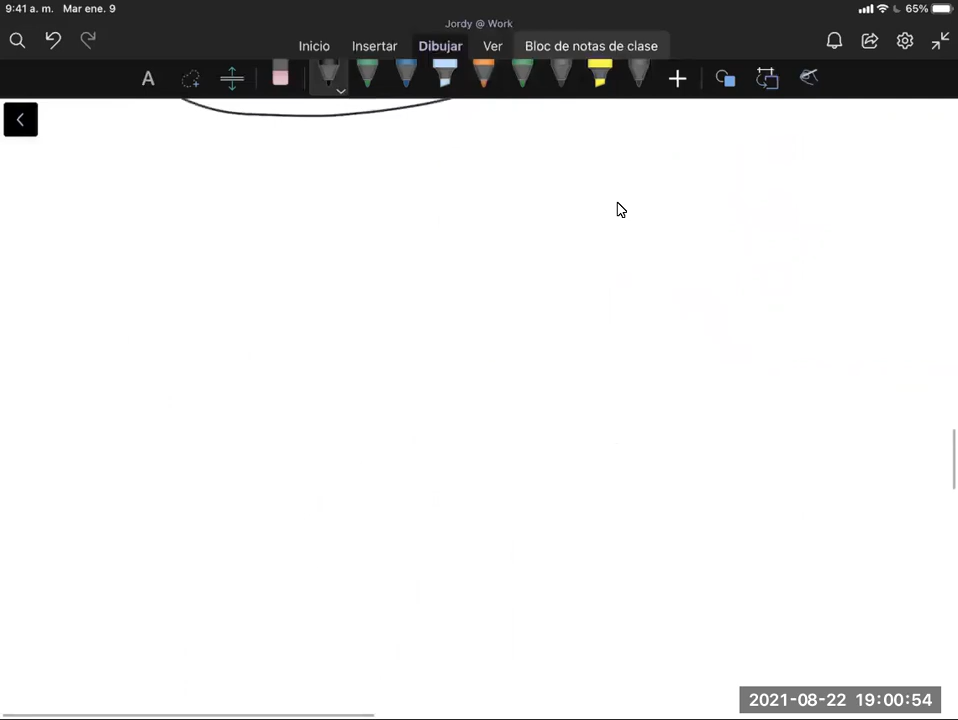 9:41 a. m. Mar ene. 9 65%
Jordy @ Work
Inicio Insertar Dibujar Ver Bloc de notas de clase
A
2021-08-22 19:00:54